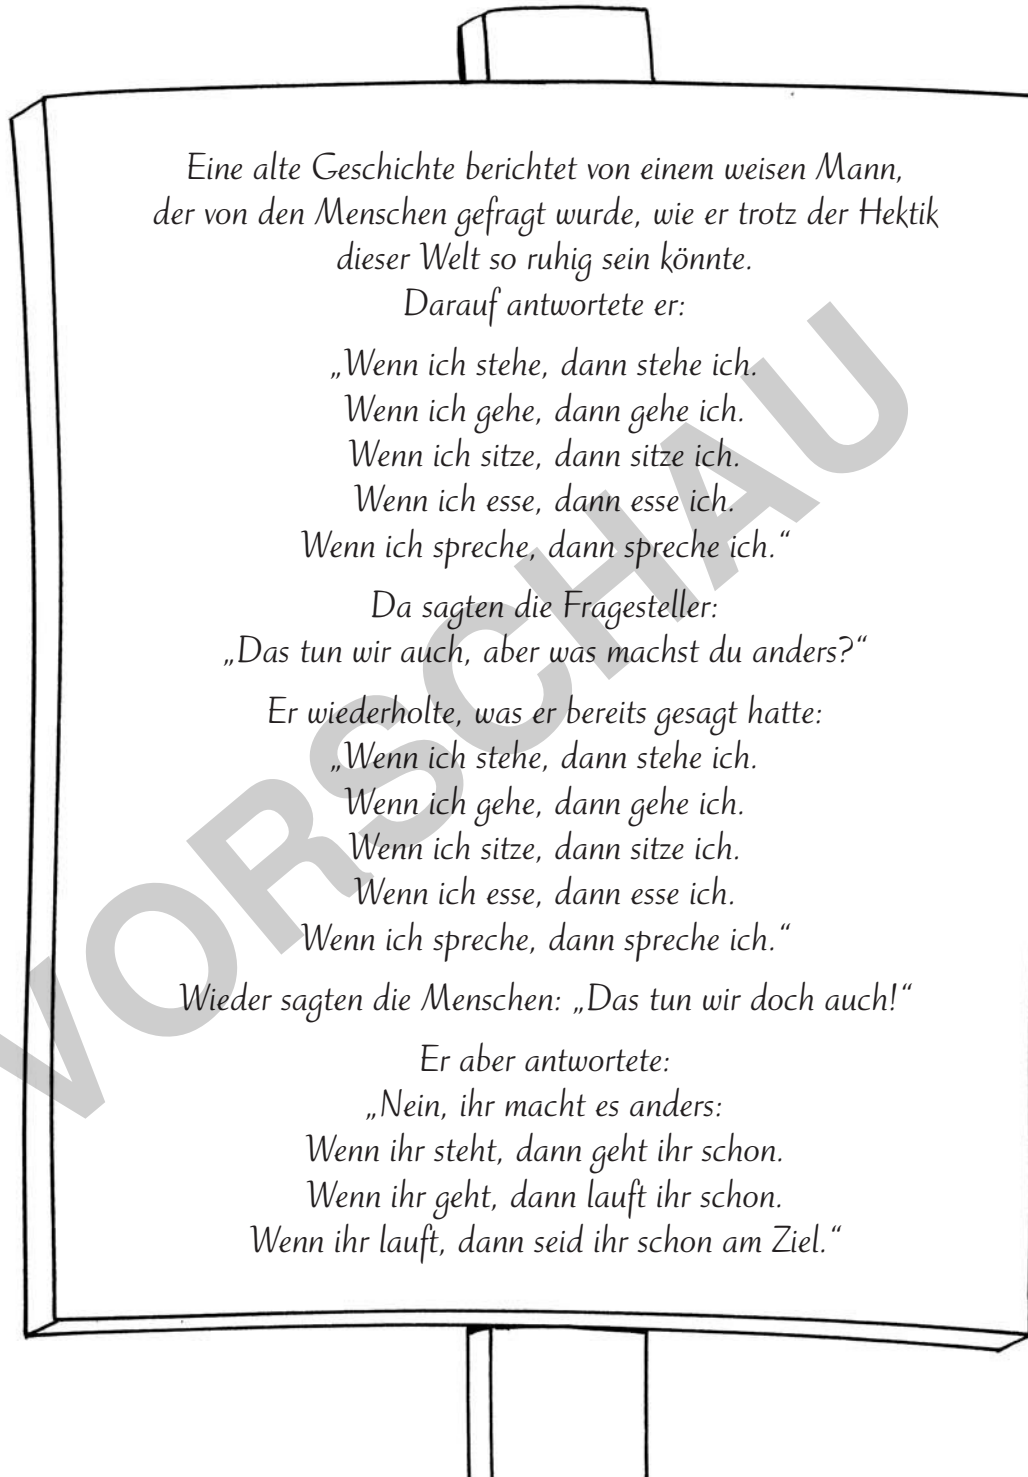 Eine alte Geschichte berichtet von einem weisen Mann,
der von den Menschen gefragt wurde, wie er trotz der Hektik
dieser Welt so ruhig sein könnte.
Darauf antwortete er:
„Wenn ich stehe, dann stehe ich.
Wenn ich gehe, dann gehe ich.
Wenn ich sitze, dann sitze ich.
Wenn ich esse, dann esse ich.
Wenn ich spreche, dann spreche ich.“
Da sagten die Fragesteller:
„Das tun wir auch, aber was machst du anders?“
Er wiederholte, was er bereits gesagt hatte:
„Wenn ich stehe, dann stehe ich.
Wenn ich gehe, dann gehe ich.
Wenn ich sitze, dann sitze ich.
Wenn ich esse, dann esse ich.
Wenn ich spreche, dann spreche ich.“
Wieder sagten die Menschen: „Das tun wir doch auch!“
Er aber antwortete:
„Nein, ihr macht es anders:
Wenn ihr steht, dann geht ihr schon.
Wenn ihr geht, dann lauft ihr schon.
Wenn ihr lauft, dann seid ihr schon am Ziel.“
VORSCHAU